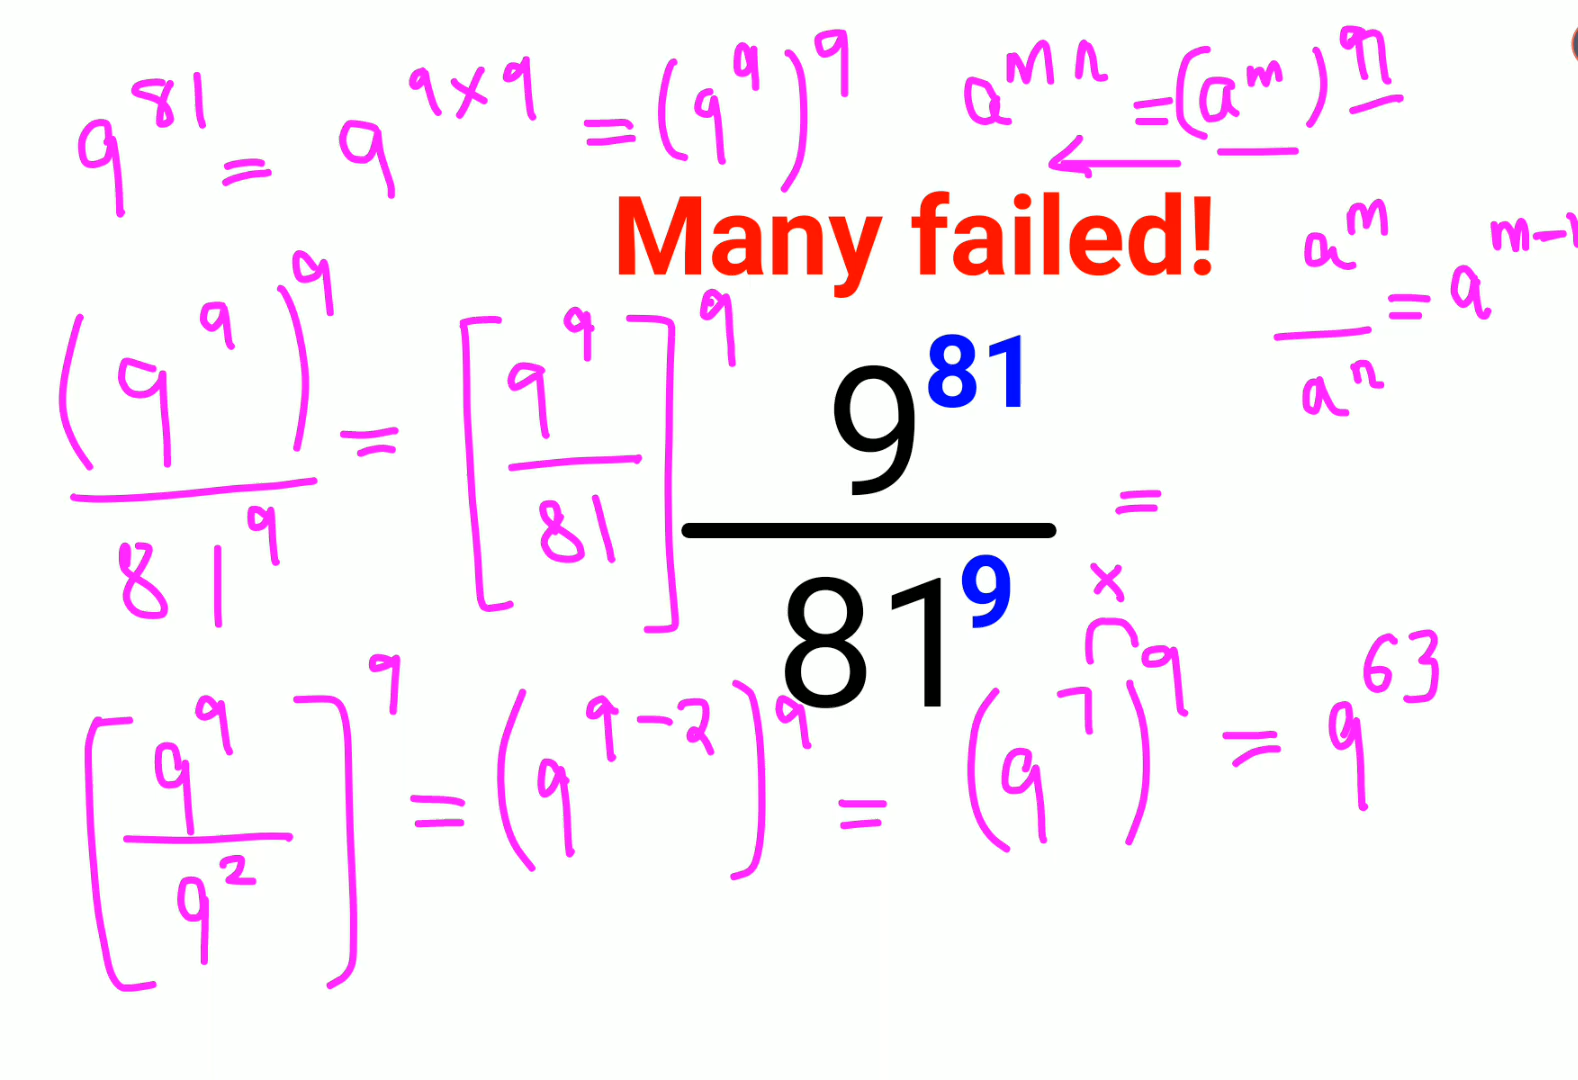 9^81 = 9^(9×9) = (9^9)^9
a^(mn) = (a^m)^n
Many failed!
a^m / a^n = a^(m-n)
(9^9)^9 / 81^9 = [9^9 / 81]^9
9^81 / 81^9 =
[9^9 / 9^2]^9 = (9^(9-2))^9 = (9^7)^9 = 9^63
×